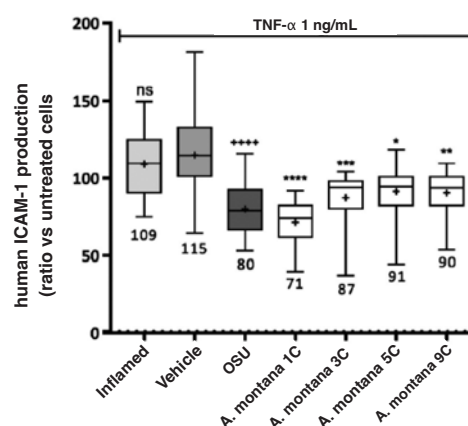 TNF-α 1 ng/mL
human ICAM-1 production
(ratio vs untreated cells
200
150
100
50
0
ns
++++
****
***
*
**
109
115
80
71
87
91
90
Inflamed
Vehicle
OSU
A. montana 1C
A. montana 3C
A. montana 5C
A. montana 9C